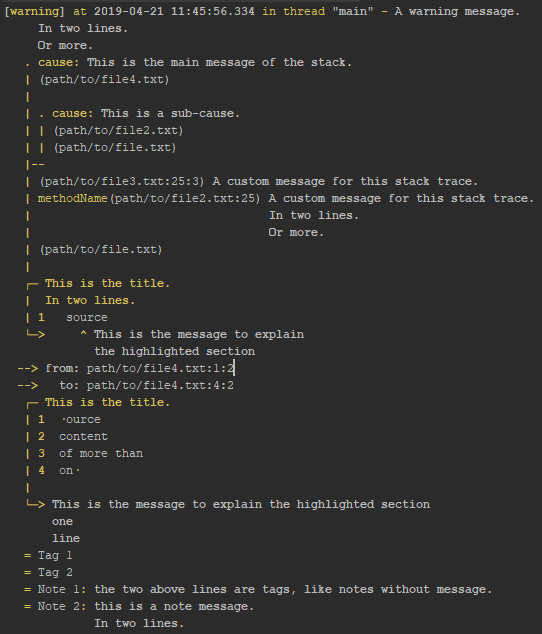 [warning] at 2019-04-21 11:45:56.334 in thread "main" - A warning message.
     In two lines.
     Or more.
   . cause: This is the main message of the stack.
   | (path/to/file4.txt)
   |
   | . cause: This is a sub-cause.
   | | (path/to/file2.txt)
   | | (path/to/file.txt)
   |--
   | (path/to/file3.txt:25:3) A custom message for this stack trace.
   | methodName(path/to/file2.txt:25) A custom message for this stack trace.
   |                                  In two lines.
   |                                  Or more.
   | (path/to/file.txt)
   |
   ┌─ This is the title.
   |  In two lines.
   | 1   source
   └─>     ^ This is the message to explain
             the highlighted section
  --> from: path/to/file4.txt:1:2
  -->   to: path/to/file4.txt:4:2
   ┌─ This is the title.
   | 1  ·ource
   | 2  content
   | 3  of more than
   | 4  on·
   |
   └─> This is the message to explain the highlighted section
       one
       line
   = Tag 1
   = Tag 2
   = Note 1: the two above lines are tags, like notes without message.
   = Note 2: this is a note message.
             In two lines.